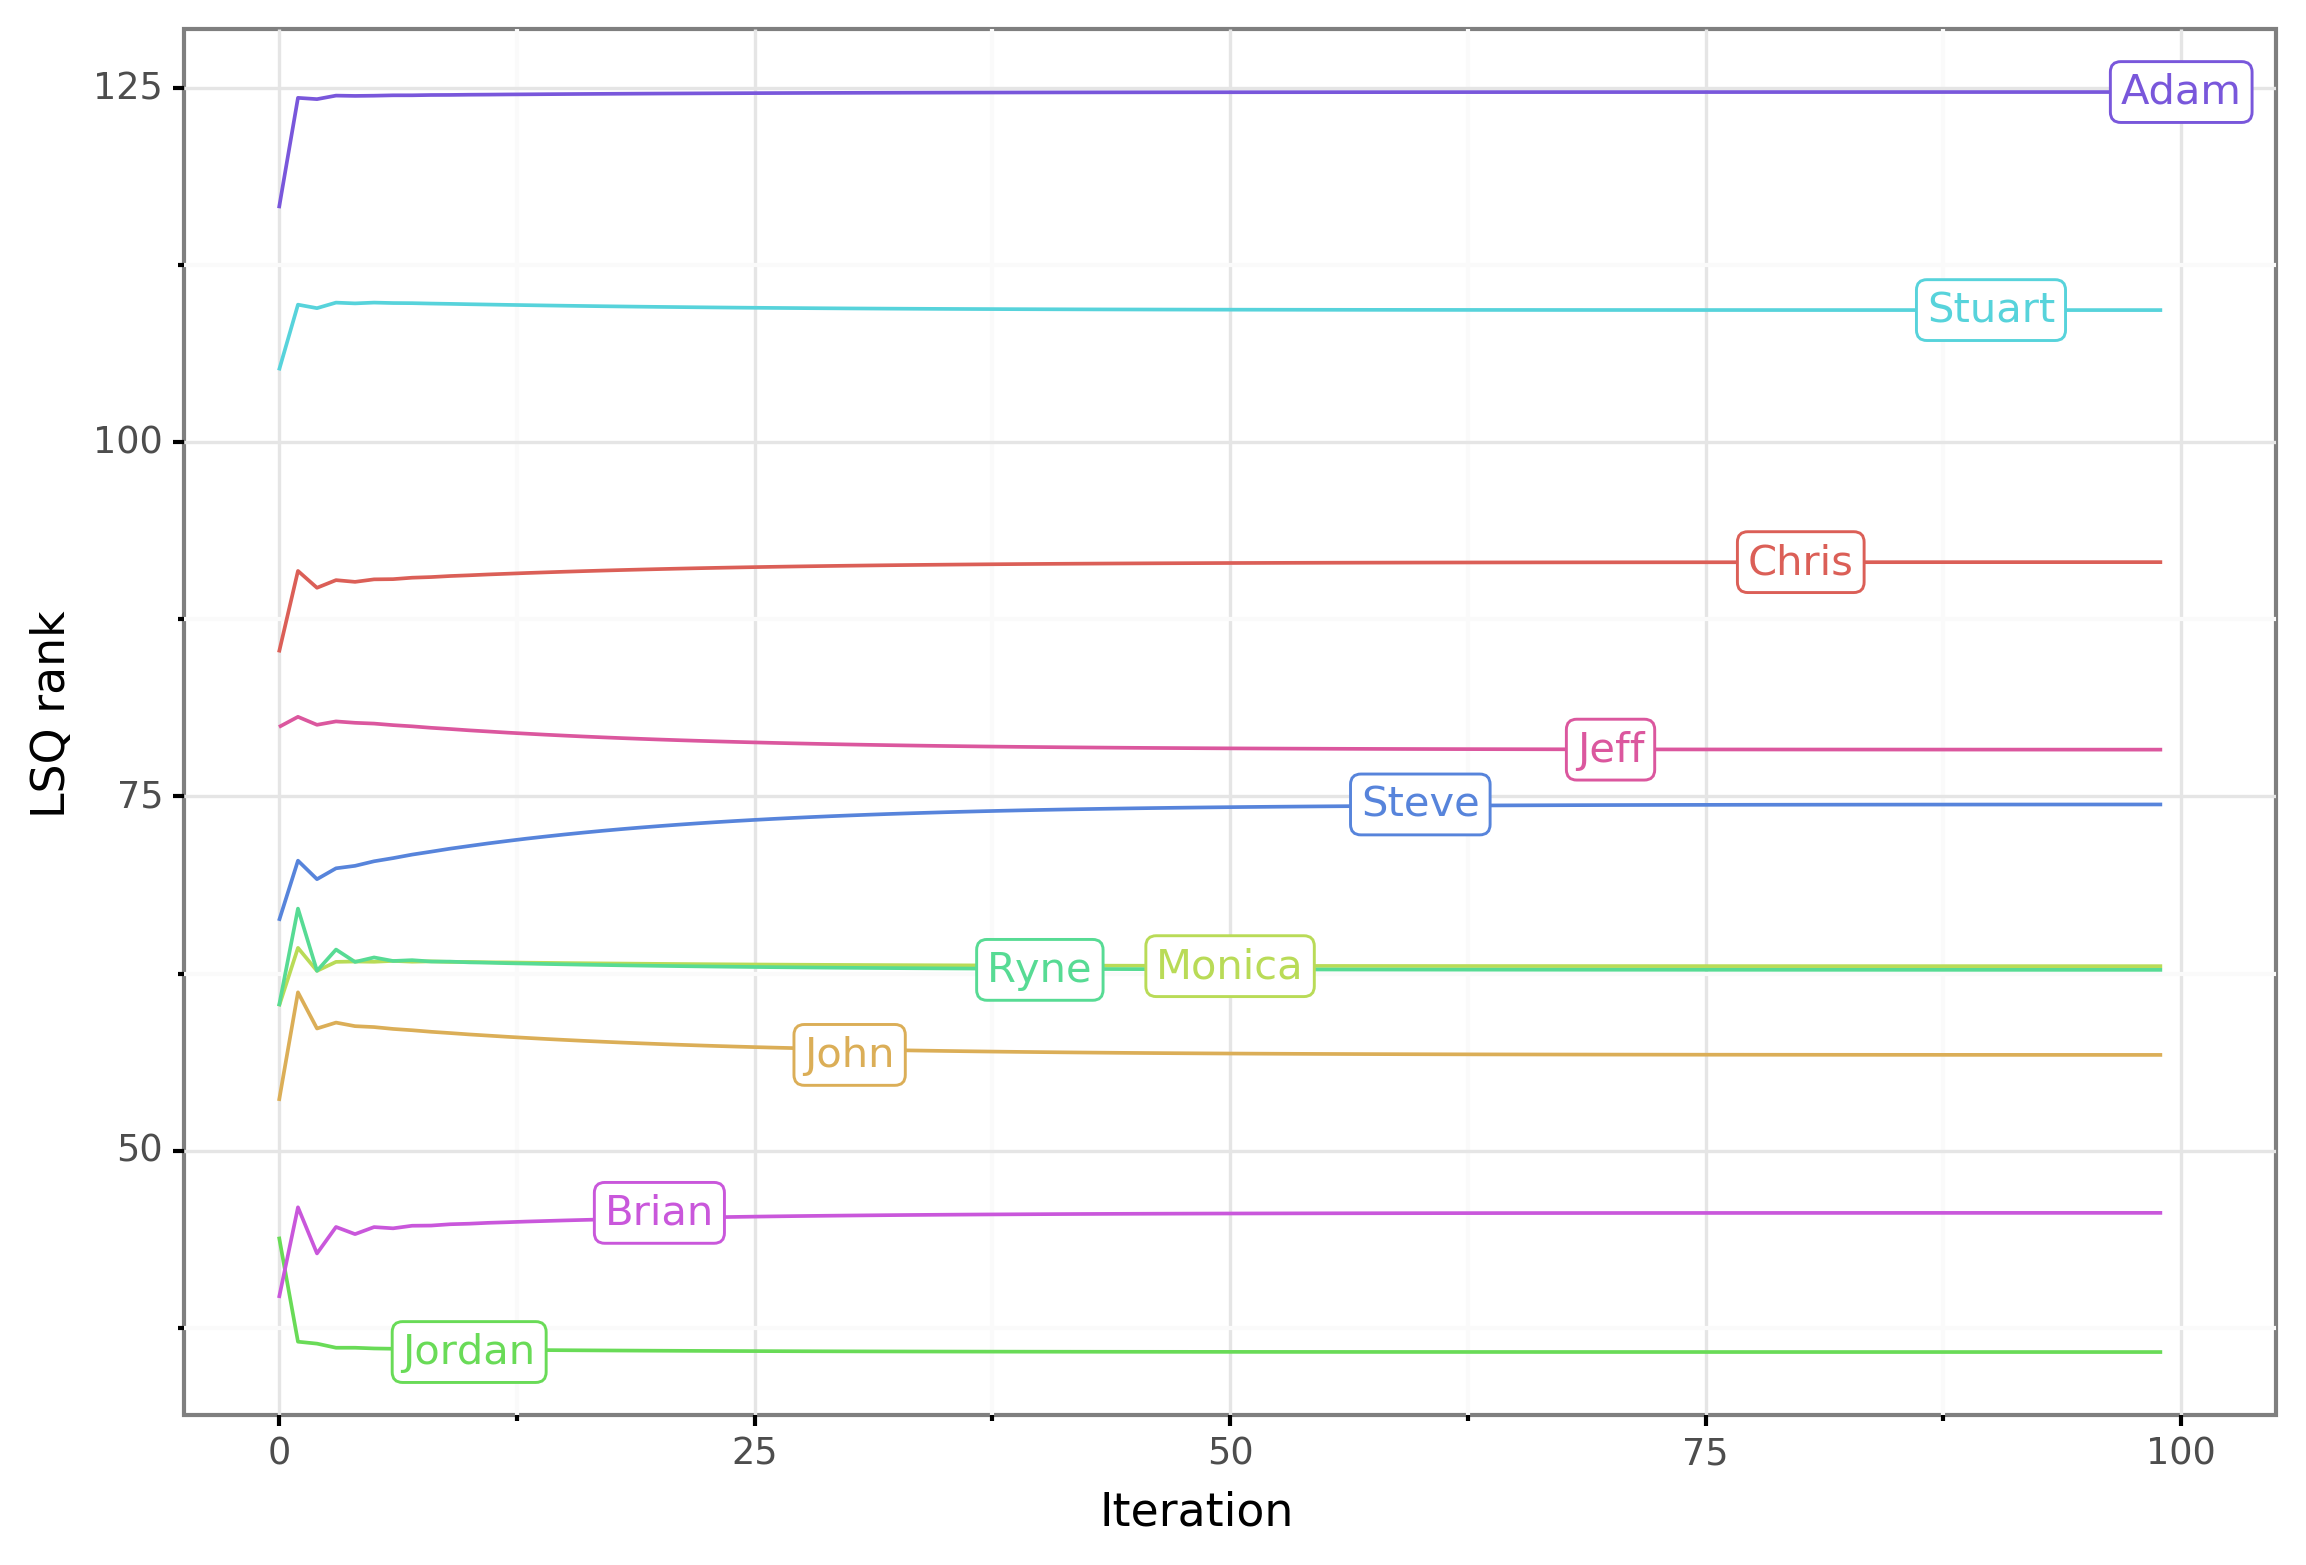 125
Adam
Stuart
100
Chris
LSQ rank
Jeff
75
Steve
Ryne
Monica
John
50
Brian
Jordan
0 25 50 75 100
Iteration